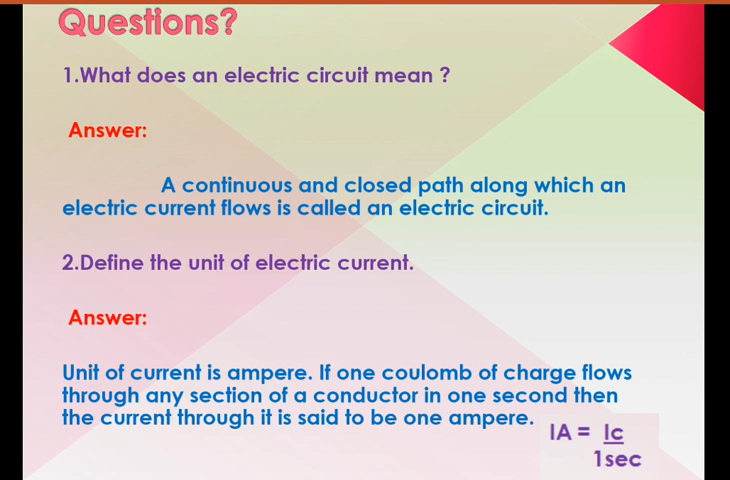 Questions?
1.What does an electric circuit mean ?
Answer:
A continuous and closed path along which an
electric current flows is called an electric circuit.
2.Define the unit of electric current.
Answer:
Unit of current is ampere. If one coulomb of charge flows
through any section of a conductor in one second then
the current through it is said to be one ampere.
IA = Ic
1sec